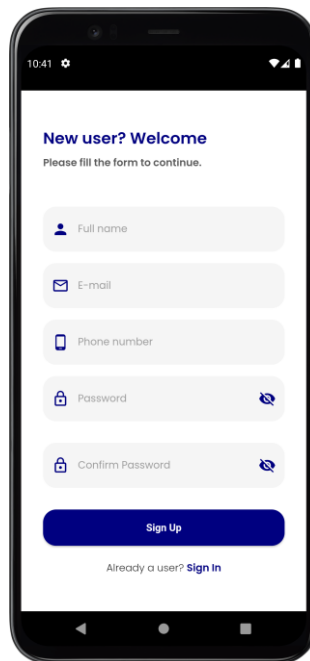 10:41
New user? Welcome
Please fill the form to continue.
Full name
E-mail
Phone number
Password
Confirm Password
Sign Up
Already a user? Sign In